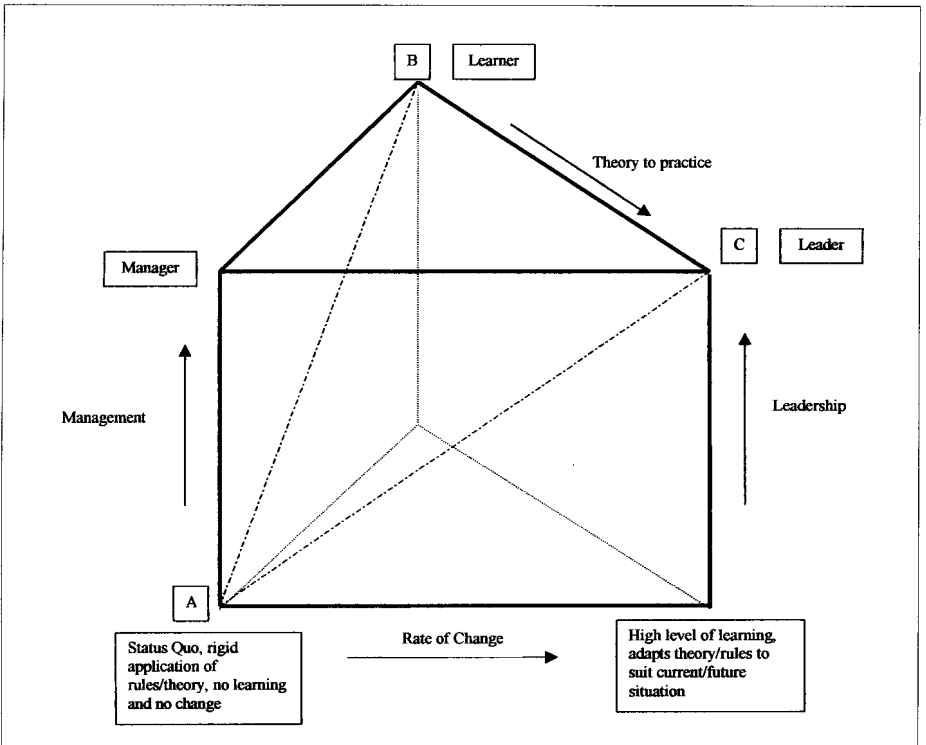 B
Learner
Theory to practice
C
Leader
Manager
Management
Leadership
A
Rate of Change
Status Quo, rigid
application of
rules/theory, no learning
and no change
High level of learning,
adapts theory/rules to
suit current/future
situation